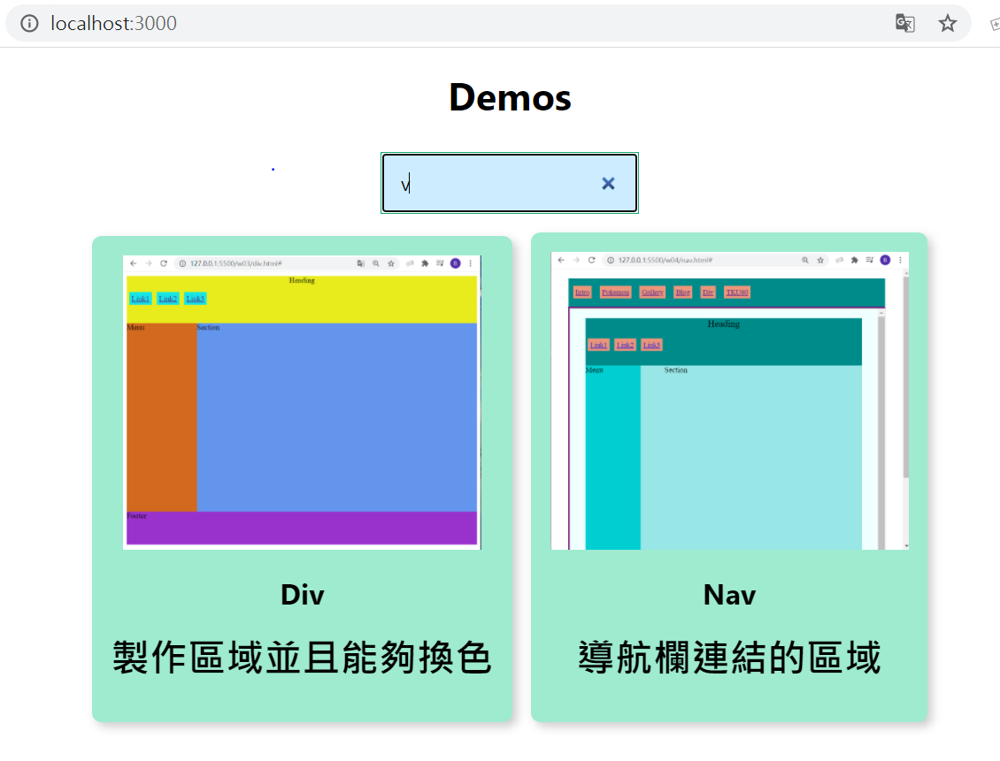 localhost:3000
Demos
v
127.0.0.1:5500/w03/div.html#
Heading
Link1 Link2 Link3
Menu Section
Footer
Div
製作區域並且能夠換色
127.0.0.1:5500/w04/nav.html#
Intro Pokemon Gallery Blog Div TKU60
Heading
Link1 Link2 Link3
Menu Section
Nav
導航欄連結的區域